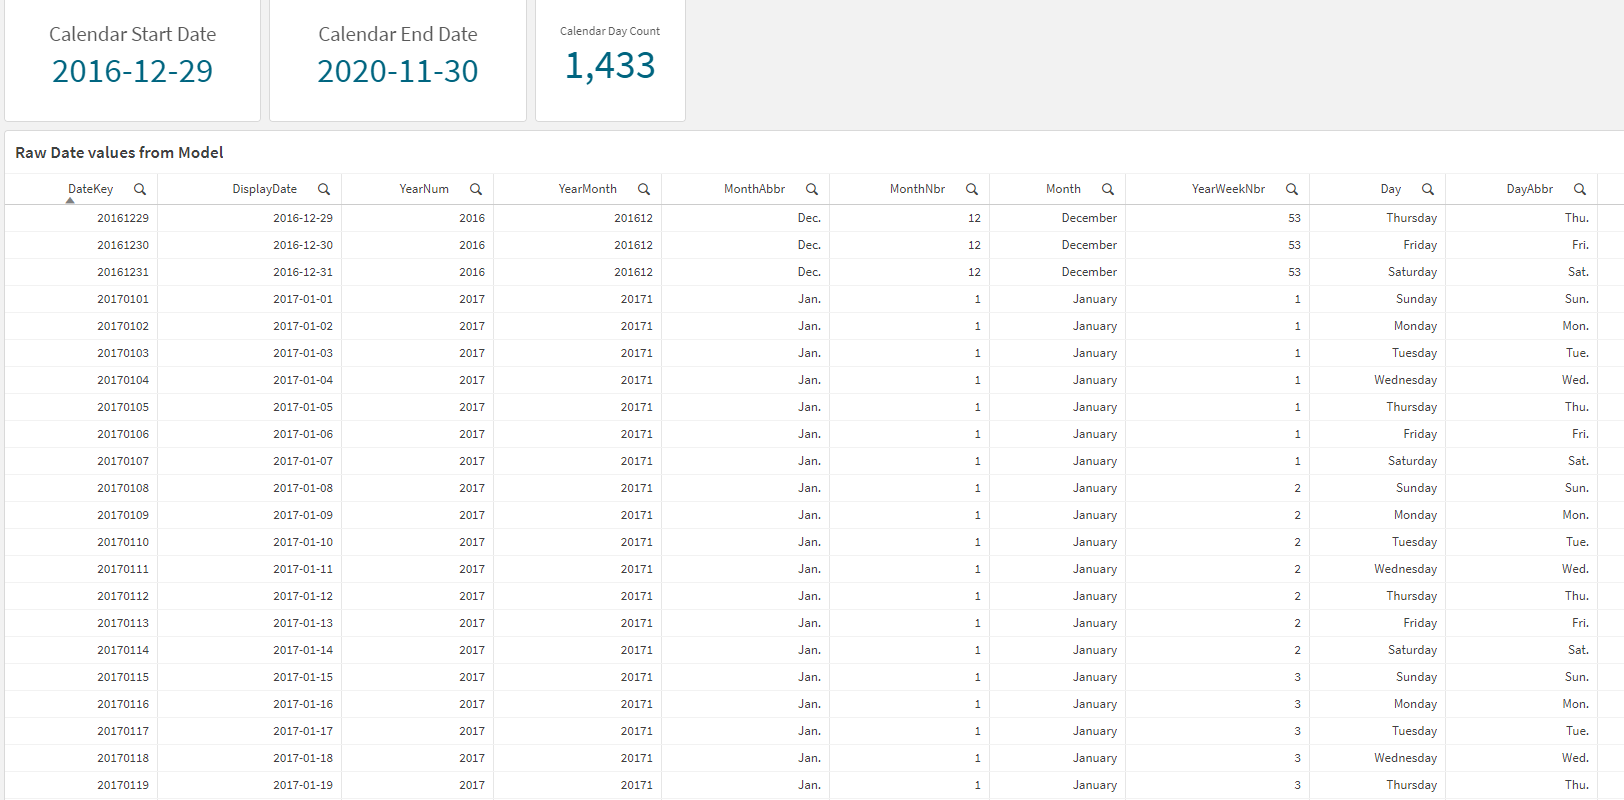 Calendar Start Date
2016-12-29
Calendar End Date
2020-11-30
Calendar Day Count
1,433
Raw Date values from Model
DateKey DisplayDate YearNum YearMonth MonthAbbr MonthNbr Month YearWeekNbr Day DayAbbr
20161229 2016-12-29 2016 201612 Dec. 12 December 53 Thursday Thu.
20161230 2016-12-30 2016 201612 Dec. 12 December 53 Friday Fri.
20161231 2016-12-31 2016 201612 Dec. 12 December 53 Saturday Sat.
20170101 2017-01-01 2017 20171 Jan. 1 January 1 Sunday Sun.
20170102 2017-01-02 2017 20171 Jan. 1 January 1 Monday Mon.
20170103 2017-01-03 2017 20171 Jan. 1 January 1 Tuesday Tue.
20170104 2017-01-04 2017 20171 Jan. 1 January 1 Wednesday Wed.
20170105 2017-01-05 2017 20171 Jan. 1 January 1 Thursday Thu.
20170106 2017-01-06 2017 20171 Jan. 1 January 1 Friday Fri.
20170107 2017-01-07 2017 20171 Jan. 1 January 1 Saturday Sat.
20170108 2017-01-08 2017 20171 Jan. 1 January 2 Sunday Sun.
20170109 2017-01-09 2017 20171 Jan. 1 January 2 Monday Mon.
20170110 2017-01-10 2017 20171 Jan. 1 January 2 Tuesday Tue.
20170111 2017-01-11 2017 20171 Jan. 1 January 2 Wednesday Wed.
20170112 2017-01-12 2017 20171 Jan. 1 January 2 Thursday Thu.
20170113 2017-01-13 2017 20171 Jan. 1 January 2 Friday Fri.
20170114 2017-01-14 2017 20171 Jan. 1 January 2 Saturday Sat.
20170115 2017-01-15 2017 20171 Jan. 1 January 3 Sunday Sun.
20170116 2017-01-16 2017 20171 Jan. 1 January 3 Monday Mon.
20170117 2017-01-17 2017 20171 Jan. 1 January 3 Tuesday Tue.
20170118 2017-01-18 2017 20171 Jan. 1 January 3 Wednesday Wed.
20170119 2017-01-19 2017 20171 Jan. 1 January 3 Thursday Thu.